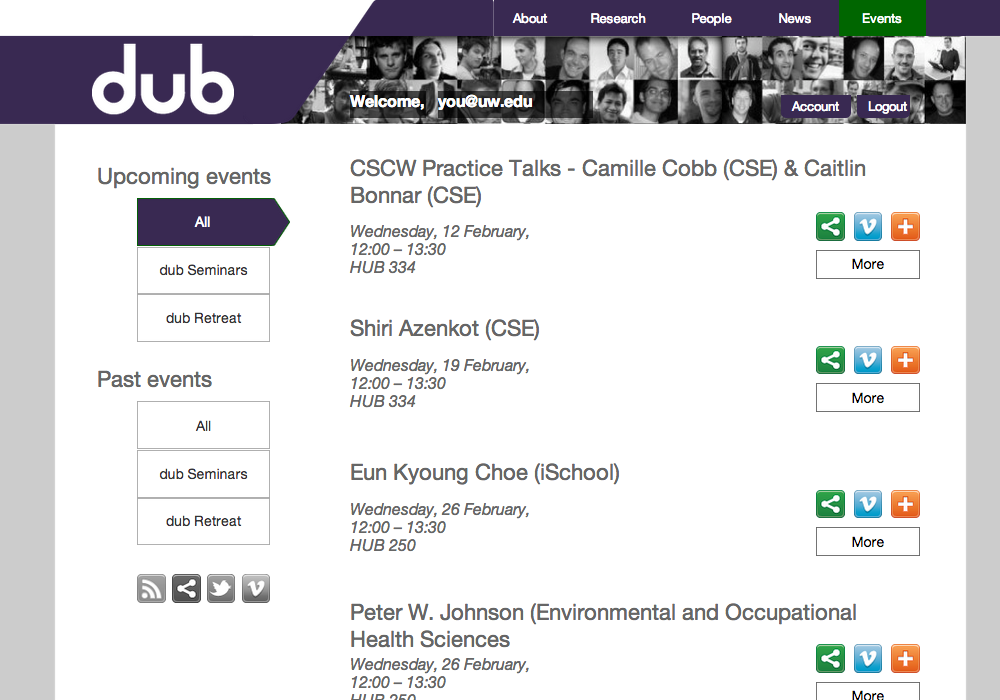 About Research People News Events
dub
Welcome, you@uw.edu
Account Logout
Upcoming events
All
dub Seminars
dub Retreat
Past events
All
dub Seminars
dub Retreat
CSCW Practice Talks - Camille Cobb (CSE) & Caitlin
Bonnar (CSE)
Wednesday, 12 February,
12:00 – 13:30
HUB 334
More
Shiri Azenkot (CSE)
Wednesday, 19 February,
12:00 – 13:30
HUB 334
More
Eun Kyoung Choe (iSchool)
Wednesday, 26 February,
12:00 – 13:30
HUB 250
More
Peter W. Johnson (Environmental and Occupational
Health Sciences
Wednesday, 26 February,
12:00 – 13:30
HUB 250
More